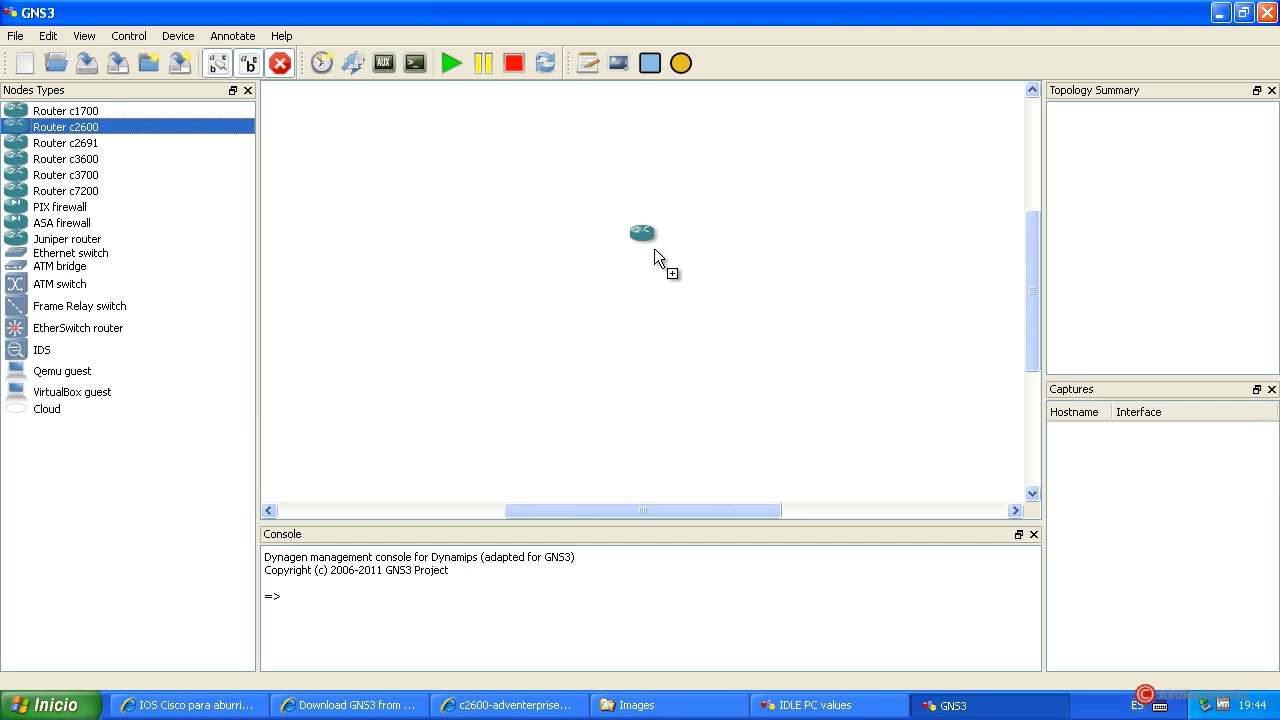 GNS3
File Edit View Control Device Annotate Help
AUX
Nodes Types
Router c1700
Router c2600
Router c2691
Router c3600
Router c3700
Router c7200
PIX firewall
ASA firewall
Juniper router
Ethernet switch
ATM bridge
ATM switch
Frame Relay switch
EtherSwitch router
IDS
Qemu guest
VirtualBox guest
Cloud
Topology Summary
Captures
Hostname Interface
Console
Dynagen management console for Dynamips (adapted for GNS3)
Copyright (c) 2006-2011 GNS3 Project
=>
Inicio
IOS Cisco para aburri...
Download GNS3 from ...
c2600-adventerprise...
Images
IDLE PC values
GNS3
ES
19:44